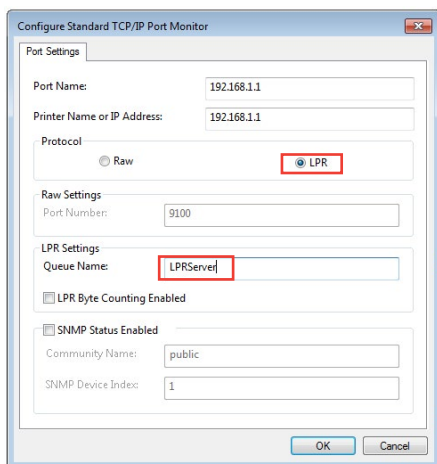 Configure Standard TCP/IP Port Monitor
Port Settings
Port Name: 192.168.1.1
Printer Name or IP Address: 192.168.1.1
Protocol
Raw LPR
Raw Settings
Port Number: 9100
LPR Settings
Queue Name: LPRServer
LPR Byte Counting Enabled
SNMP Status Enabled
Community Name: public
SNMP Device Index: 1
OK Cancel